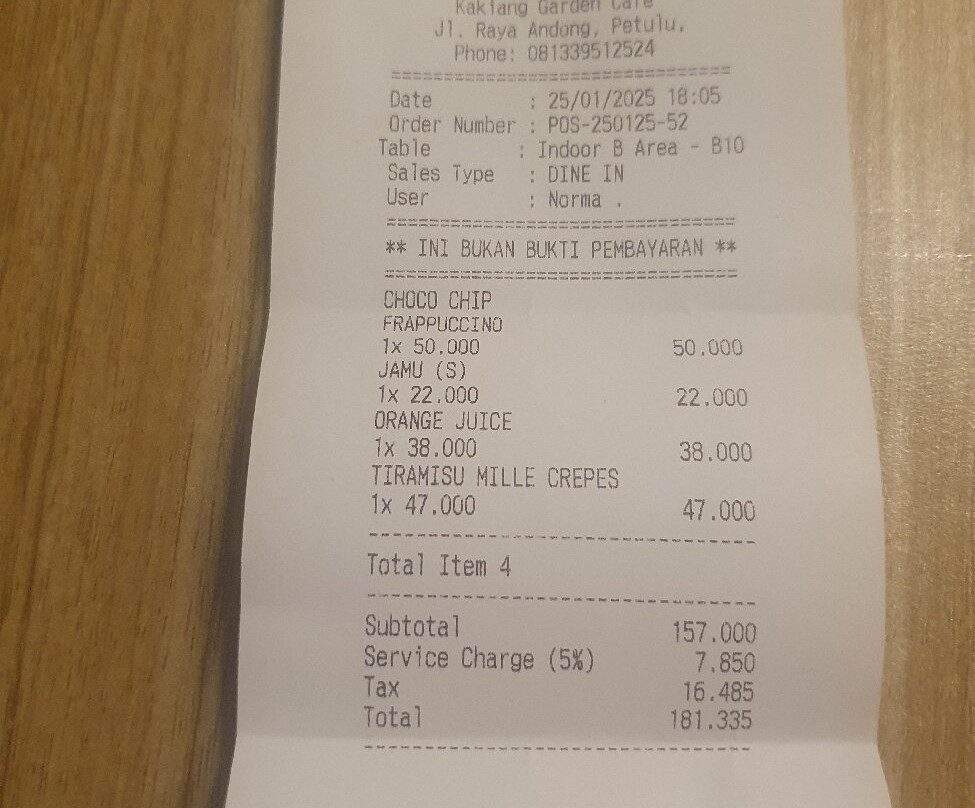 Kakiang Garden Cafe
Jl. Raya Andong, Petulu,
Phone: 081339512524
==================================
Date : 25/01/2025 18:05
Order Number : POS-250125-52
Table : Indoor B Area - B10
Sales Type : DINE IN
User : Norma .
==================================
** INI BUKAN BUKTI PEMBAYARAN **
==================================
CHOCO CHIP
FRAPPUCCINO
1x 50.000 50.000
JAMU (S)
1x 22.000 22.000
ORANGE JUICE
1x 38.000 38.000
TIRAMISU MILLE CREPES
1x 47.000 47.000
----------------------------------
Total Item 4
----------------------------------
Subtotal 157.000
Service Charge (5%) 7.850
Tax 16.485
Total 181.335
----------------------------------